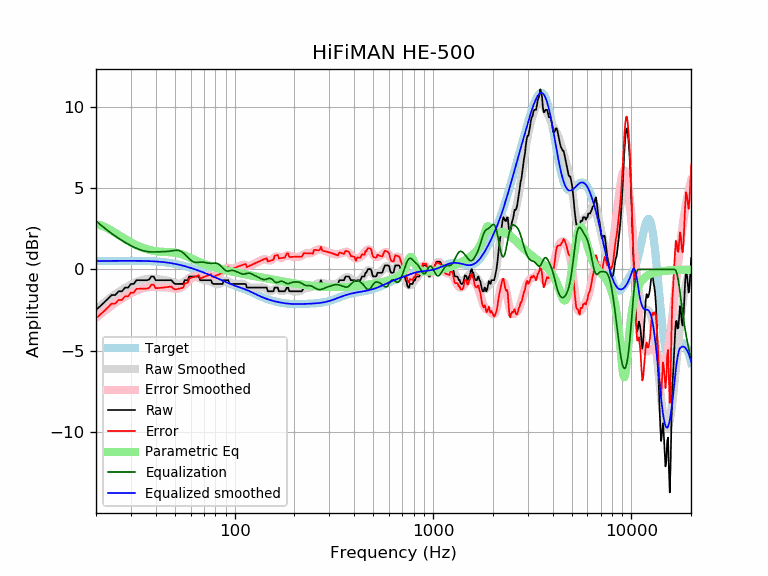 HiFiMAN HE-500
Amplitude (dBr)
10
5
0
−5
−10
Target
Raw Smoothed
Error Smoothed
Raw
Error
Parametric Eq
Equalization
Equalized smoothed
100
1000
10000
Frequency (Hz)